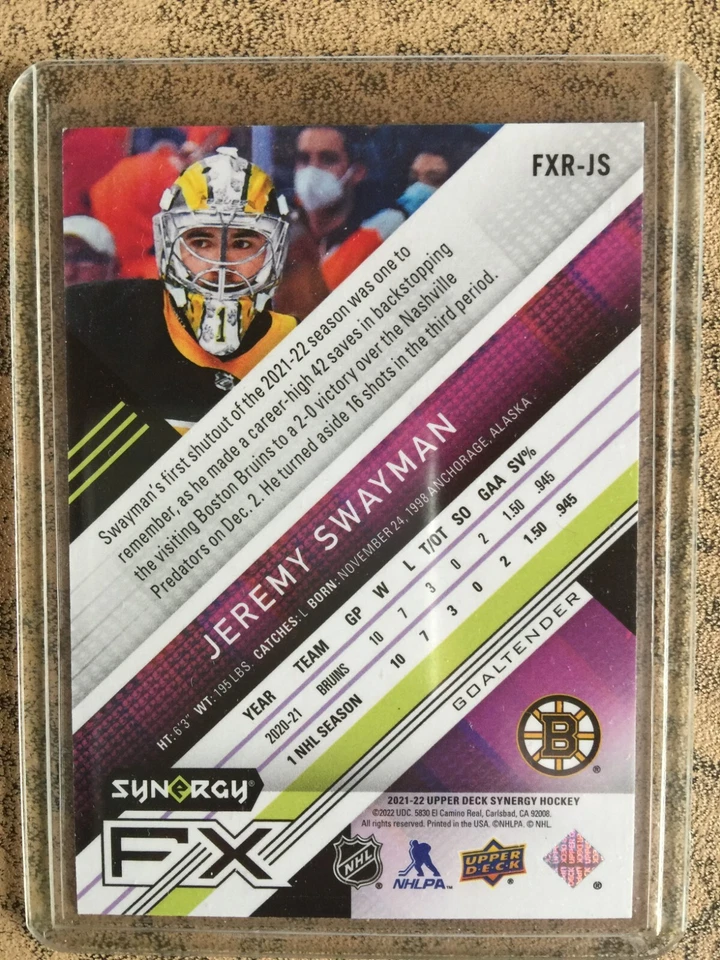 FXR-JS
Swayman's first shutout of the 2021-22 season was one to
remember, as he made a career-high 42 saves in backstopping
the visiting Boston Bruins to a 2-0 victory over the Nashville
Predators on Dec. 2. He turned aside 16 shots in the third period.
JEREMY SWAYMAN
HT: 6'3" WT: 195 LBS. CATCHES: L BORN: NOVEMBER 24, 1998 ANCHORAGE, ALASKA
YEAR TEAM GP W L T/OT SO GAA SV%
2020-21 BRUINS 10 7 3 0 2 1.50 .945
1 NHL SEASON 10 7 3 0 2 1.50 .945
GOALTENDER
B
®
SYNERGY®
FX
2021-22 UPPER DECK SYNERGY HOCKEY
©2022 UDC. 5830 El Camino Real, Carlsbad, CA 92008.
All rights reserved. Printed in the USA. ©NHLPA. © NHL.
NHL ®
NHLPA™
UPPER
DECK ®
®
1